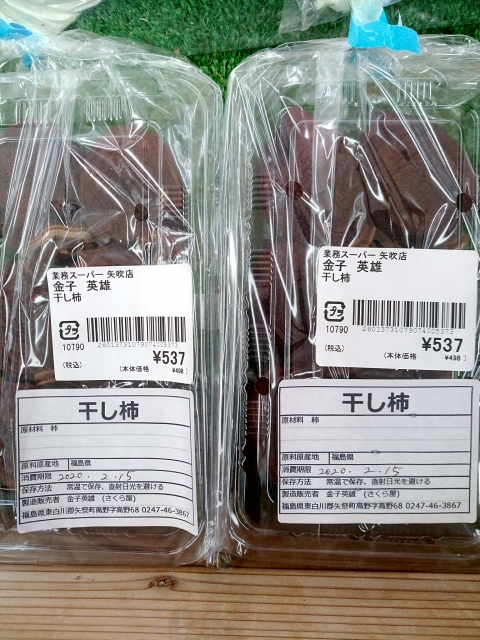 業務スーパー 矢吹店
金子 英雄
干し柿
プラ
10790
2601373107907​4005373
¥537
(税込)
(本体価格 ¥498 )
干し柿
原材料 柿
原料原産地 福島県
消費期限 2020. 2. 15
保存方法 常温で保存、直射日光を避ける
製造販売者 金子英雄 (さくら屋)
福島県東白川郡矢祭町高野字高野68 0247-46-3867
業務スーパー 矢吹店
金子 英雄
干し柿
プラ
10790
26013731079074005373
¥537
(税込)
(本体価格 ¥498 )
干し柿
原材料 柿
原料原産地 福島県
消費期限 2020. 2. 15
保存方法 常温で保存、直射日光を避ける
製造販売者 金子英雄 (さくら屋)
福島県東白川郡矢祭町高野字高野68 0247-46-3867